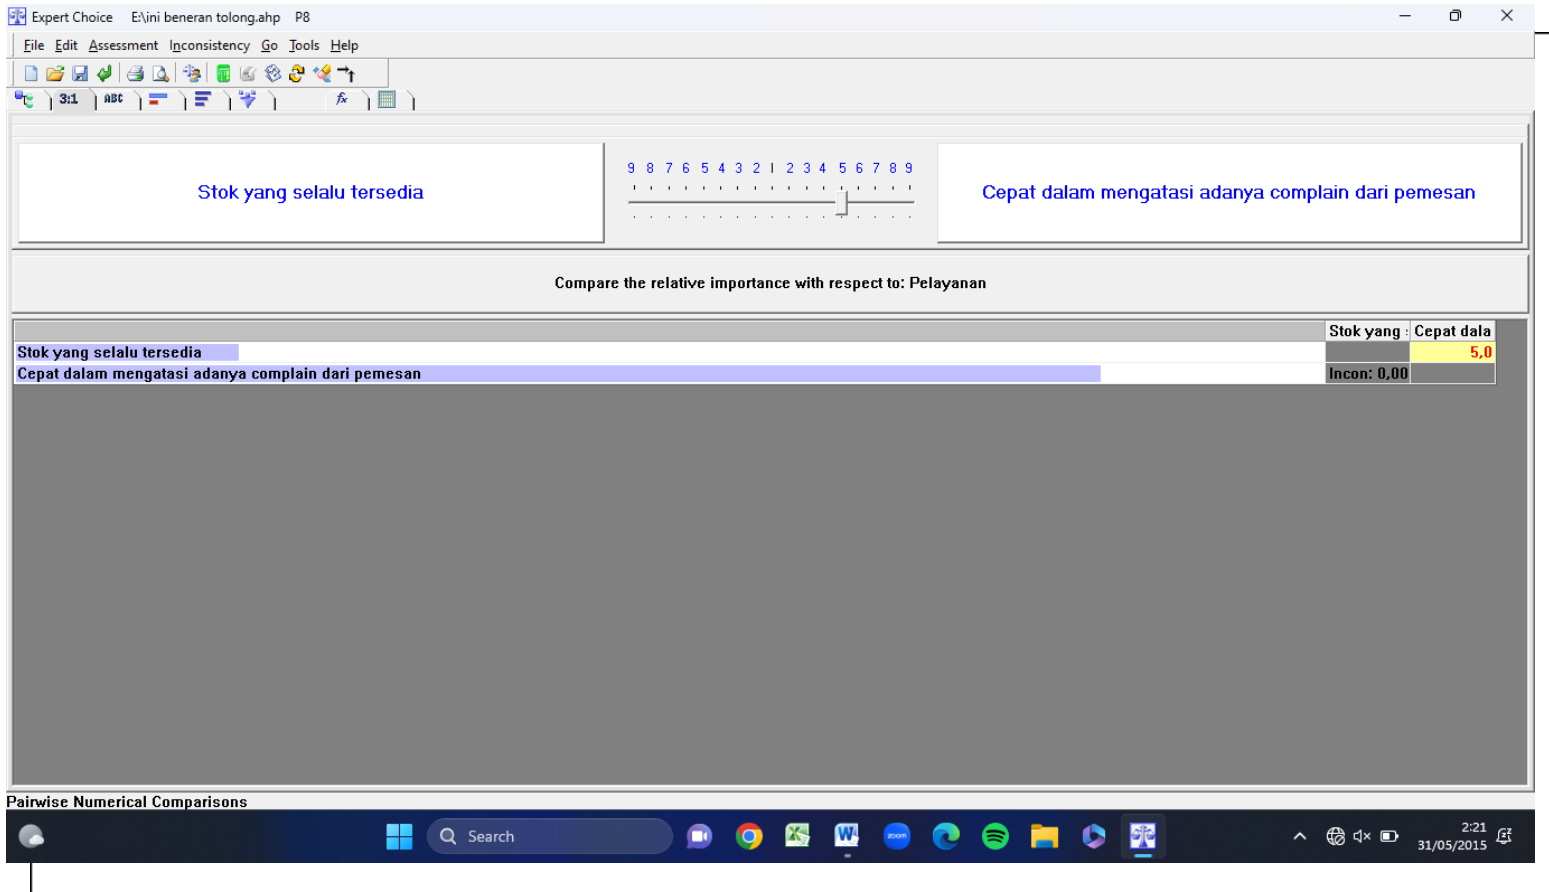 Expert Choice E:\ini beneran tolong.ahp P8
File Edit Assessment Inconsistency Go Tools Help
3:1 ABC fx
Stok yang selalu tersedia
9 8 7 6 5 4 3 2 1 2 3 4 5 6 7 8 9
Cepat dalam mengatasi adanya complain dari pemesan
Compare the relative importance with respect to: Pelayanan
Stok yang Cepat dala
Stok yang selalu tersedia 5,0
Cepat dalam mengatasi adanya complain dari pemesan Incon: 0,00
Pairwise Numerical Comparisons
Search
zoom
2:21
31/05/2015